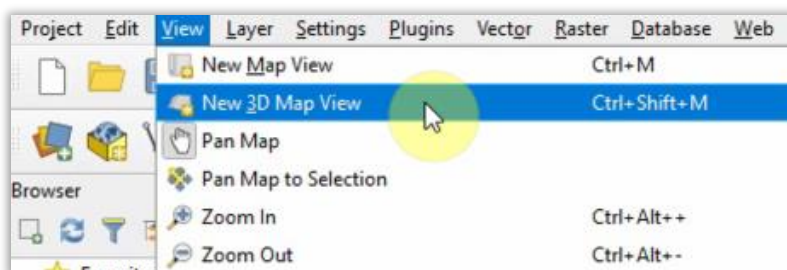 Project Edit View Layer Settings Plugins Vector Raster Database Web
New Map View Ctrl+M
New 3D Map View Ctrl+Shift+M
Pan Map
Pan Map to Selection
Browser
Zoom In Ctrl+Alt++
Zoom Out Ctrl+Alt+-